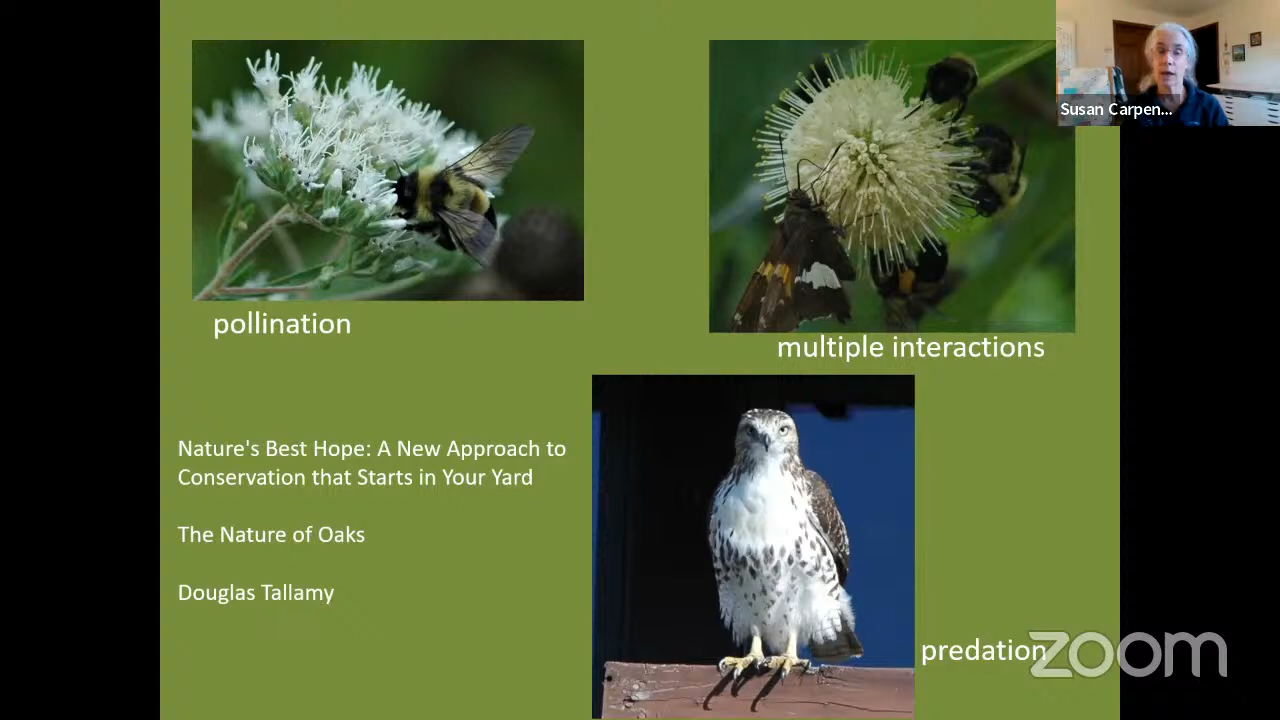 Susan Carpen...
pollination
multiple interactions
Nature's Best Hope: A New Approach to
Conservation that Starts in Your Yard
The Nature of Oaks
Douglas Tallamy
predation
zoom